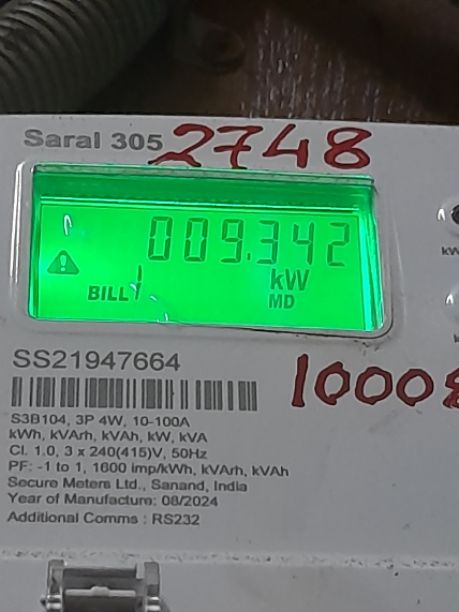 Saral 305 2748
009.342
kW
BILL 1 MD
SS21947664
1000
S3B104, 3P 4W, 10-100A
kWh, kVArh, kVAh, kW, kVA
Cl. 1.0, 3 x 240(415)V, 50Hz
PF: -1 to 1, 1600 imp/kWh, kVArh, kVAh
Secure Meters Ltd., Sanand, India
Year of Manufacture: 08/2024
Additional Comms : RS232